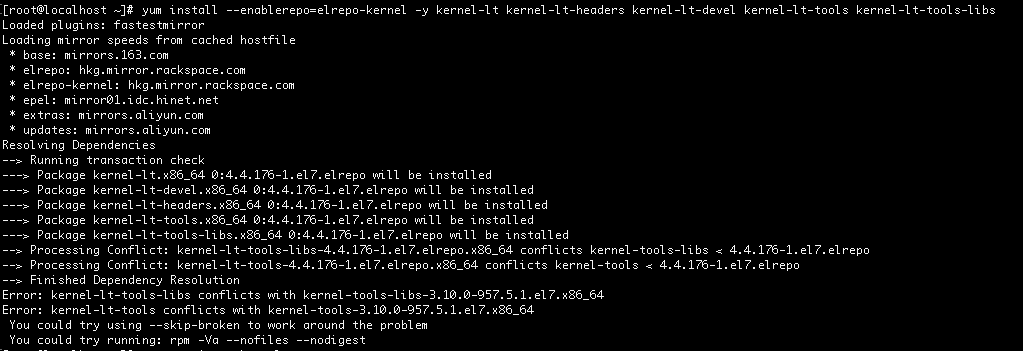 [root@localhost ~]# yum install --enablerepo=elrepo-kernel -y kernel-lt kernel-lt-headers kernel-lt-devel kernel-lt-tools kernel-lt-tools-libs
Loaded plugins: fastestmirror
Loading mirror speeds from cached hostfile
 * base: mirrors.163.com
 * elrepo: hkg.mirror.rackspace.com
 * elrepo-kernel: hkg.mirror.rackspace.com
 * epel: mirror01.idc.hinet.net
 * extras: mirrors.aliyun.com
 * updates: mirrors.aliyun.com
Resolving Dependencies
--> Running transaction check
---> Package kernel-lt.x86_64 0:4.4.176-1.el7.elrepo will be installed
---> Package kernel-lt-devel.x86_64 0:4.4.176-1.el7.elrepo will be installed
---> Package kernel-lt-headers.x86_64 0:4.4.176-1.el7.elrepo will be installed
---> Package kernel-lt-tools.x86_64 0:4.4.176-1.el7.elrepo will be installed
---> Package kernel-lt-tools-libs.x86_64 0:4.4.176-1.el7.elrepo will be installed
--> Processing Conflict: kernel-lt-tools-libs-4.4.176-1.el7.elrepo.x86_64 conflicts kernel-tools-libs < 4.4.176-1.el7.elrepo
--> Processing Conflict: kernel-lt-tools-4.4.176-1.el7.elrepo.x86_64 conflicts kernel-tools < 4.4.176-1.el7.elrepo
--> Finished Dependency Resolution
Error: kernel-lt-tools-libs conflicts with kernel-tools-libs-3.10.0-957.5.1.el7.x86_64
Error: kernel-lt-tools conflicts with kernel-tools-3.10.0-957.5.1.el7.x86_64
 You could try using --skip-broken to work around the problem
 You could try running: rpm -Va --nofiles --nodigest